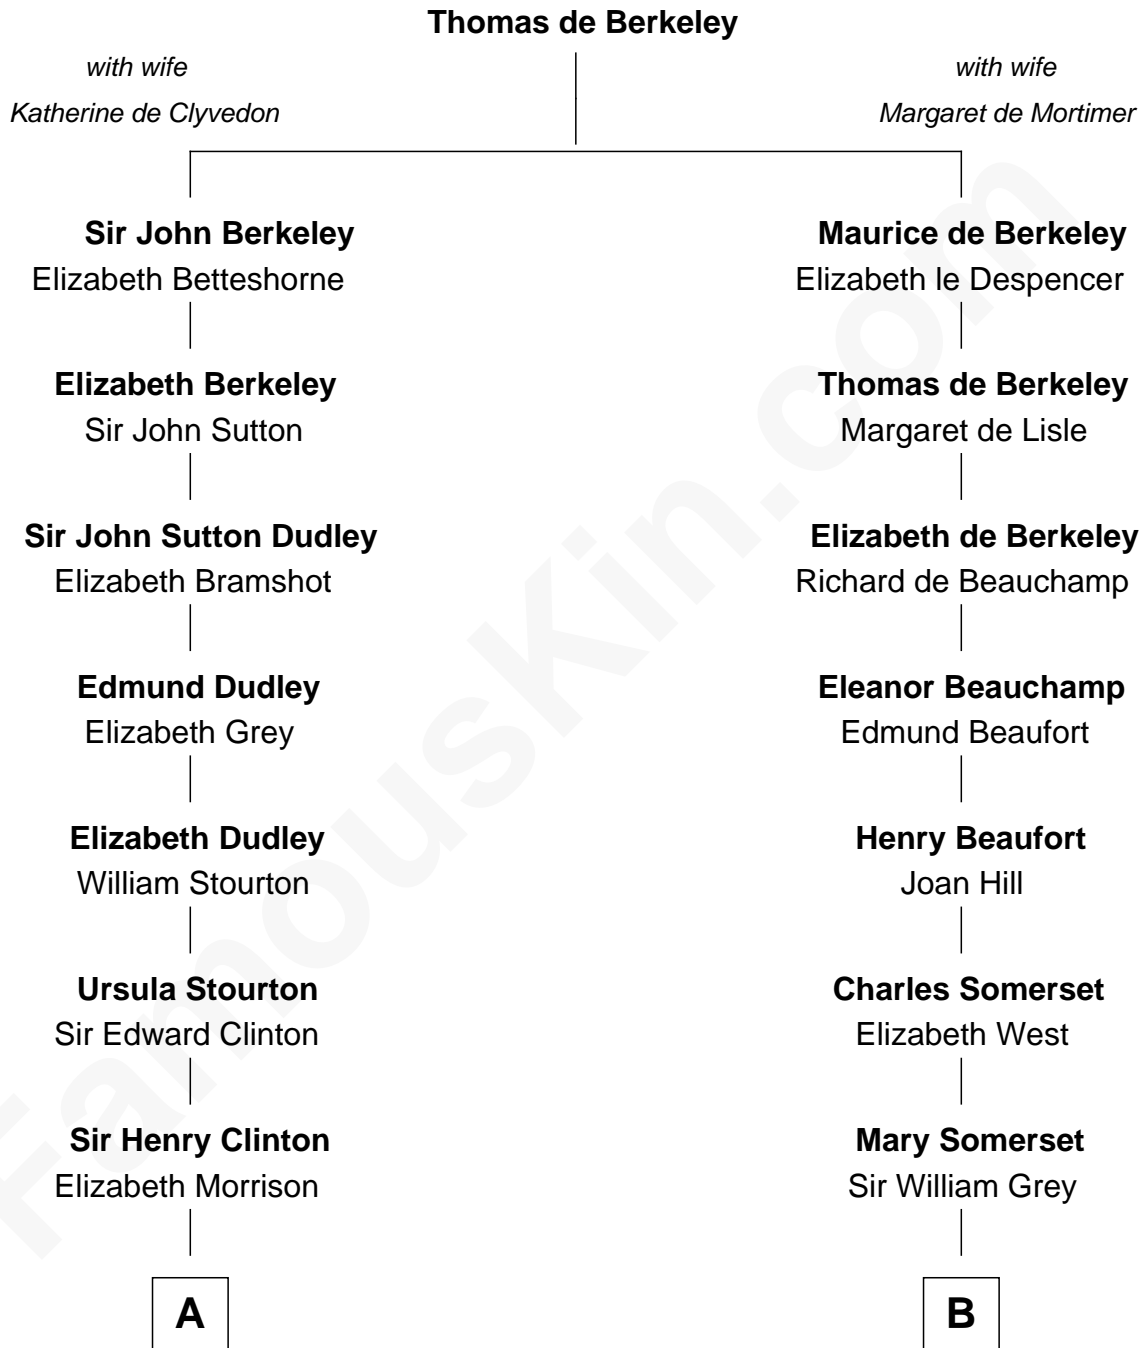 Thomas de Berkeley
with wife
Katherine de Clyvedon
with wife
Margaret de Mortimer
Sir John Berkeley
Elizabeth Betteshorne
Maurice de Berkeley
Elizabeth le Despencer
Elizabeth Berkeley
Sir John Sutton
Thomas de Berkeley
Margaret de Lisle
Sir John Sutton Dudley
Elizabeth Bramshot
Elizabeth de Berkeley
Richard de Beauchamp
Edmund Dudley
Elizabeth Grey
Eleanor Beauchamp
Edmund Beaufort
Elizabeth Dudley
William Stourton
Henry Beaufort
Joan Hill
Ursula Stourton
Sir Edward Clinton
Charles Somerset
Elizabeth West
Sir Henry Clinton
Elizabeth Morrison
Mary Somerset
Sir William Grey
A
B
FamousKin.com